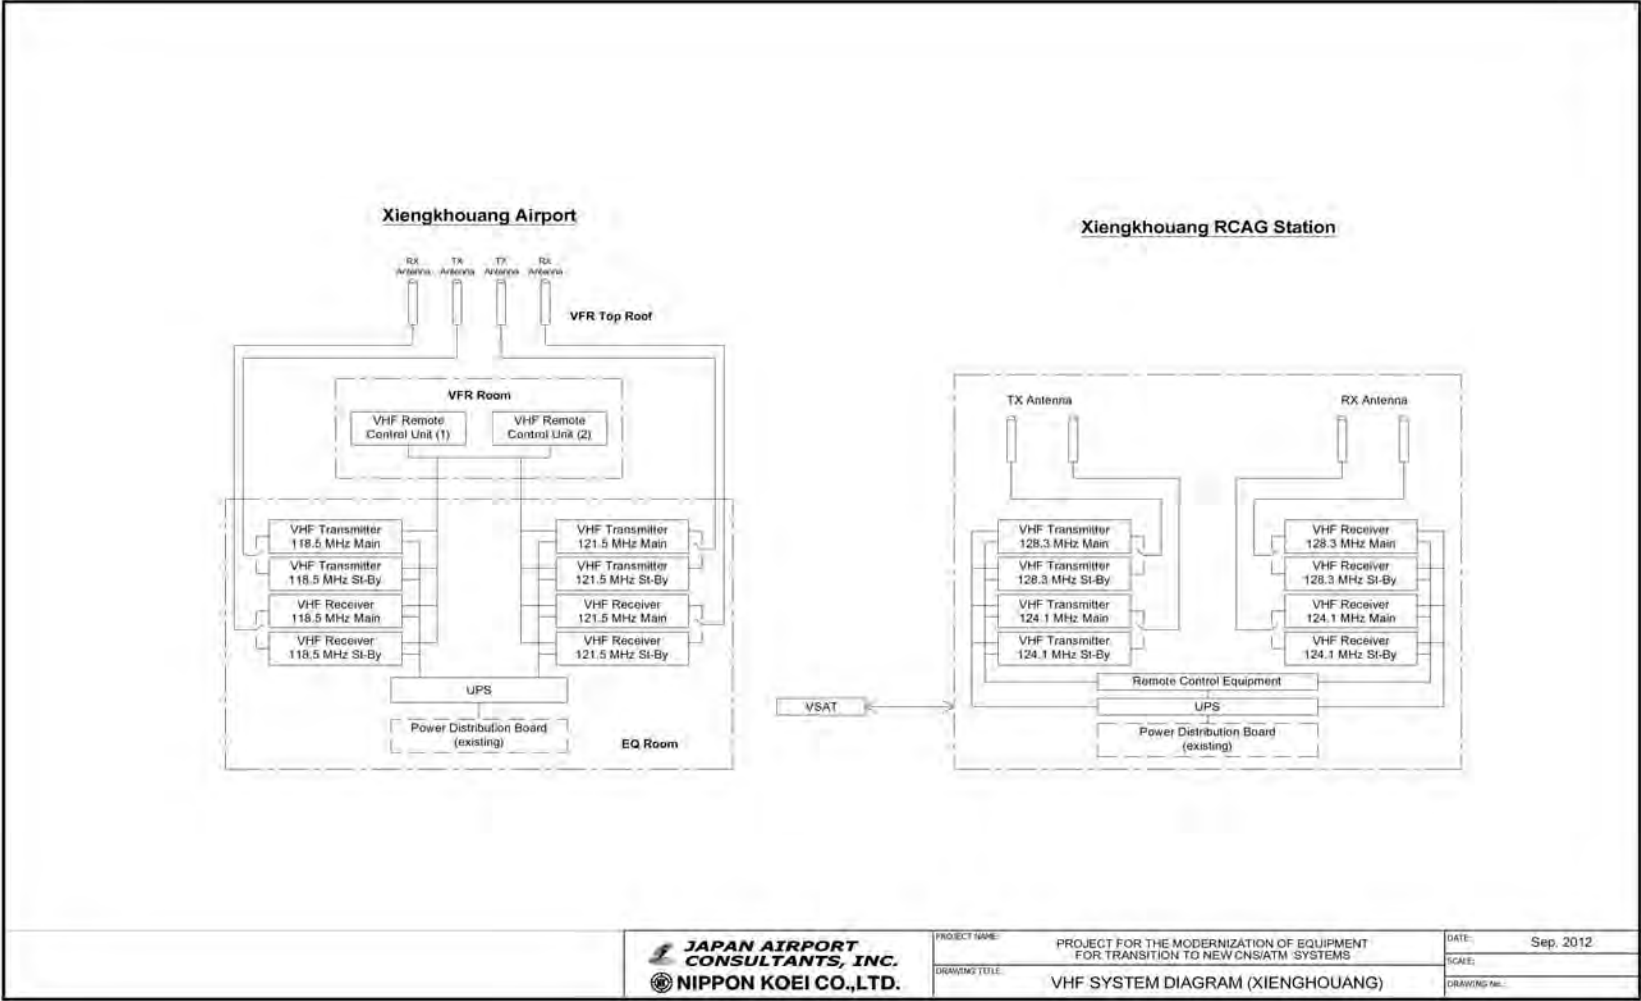 Xiengkhouang Airport
RX Antenna
TX Antenna
TX Antenna
RX Antenna
VFR Top Roof
VFR Room
VHF Remote
Control Unit (1)
VHF Remote
Control Unit (2)
VHF Transmitter
118.5 MHz Main
VHF Transmitter
118.5 MHz St-By
VHF Receiver
118.5 MHz Main
VHF Receiver
118.5 MHz St-By
VHF Transmitter
121.5 MHz Main
VHF Transmitter
121.5 MHz St-By
VHF Receiver
121.5 MHz Main
VHF Receiver
121.5 MHz St-By
UPS
Power Distribution Board
(existing)
EQ Room
VSAT
Xiengkhouang RCAG Station
TX Antenna
RX Antenna
VHF Transmitter
128.3 MHz Main
VHF Transmitter
128.3 MHz St-By
VHF Transmitter
124.1 MHz Main
VHF Transmitter
124.1 MHz St-By
VHF Receiver
128.3 MHz Main
VHF Receiver
128.3 MHz St-By
VHF Receiver
124.1 MHz Main
VHF Receiver
124.1 MHz St-By
Remote Control Equipment
UPS
Power Distribution Board
(existing)
JAPAN AIRPORT
CONSULTANTS, INC.
NIPPON KOEI CO.,LTD.
PROJECT NAME:
PROJECT FOR THE MODERNIZATION OF EQUIPMENT
FOR TRANSITION TO NEW CNS/ATM SYSTEMS
DRAWING TITLE:
VHF SYSTEM DIAGRAM (XIENGHOUANG)
DATE:
Sep. 2012
SCALE:
DRAWING No.: